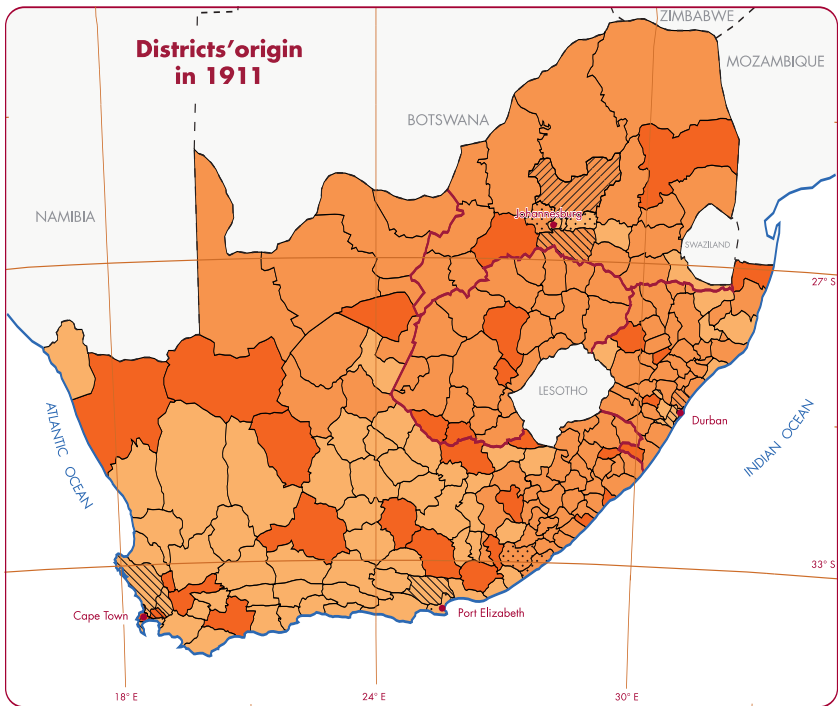 Districts'origin
in 1911
ZIMBABWE
MOZAMBIQUE
BOTSWANA
NAMIBIA
Johannesburg
SWAZILAND
27° S
LESOTHO
Durban
ATLANTIC OCEAN
INDIAN OCEAN
33° S
Cape Town
Port Elizabeth
18° E
24° E
30° E